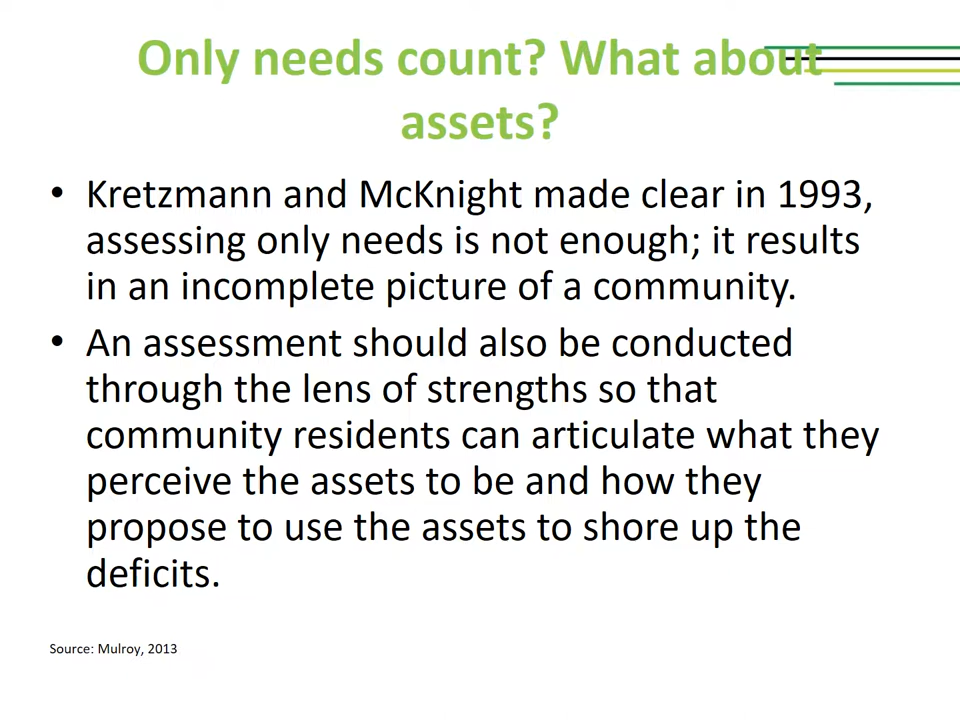 Only needs count? What about
assets?
• Kretzmann and McKnight made clear in 1993,
assessing only needs is not enough; it results
in an incomplete picture of a community.
• An assessment should also be conducted
through the lens of strengths so that
community residents can articulate what they
perceive the assets to be and how they
propose to use the assets to shore up the
deficits.
Source: Mulroy, 2013